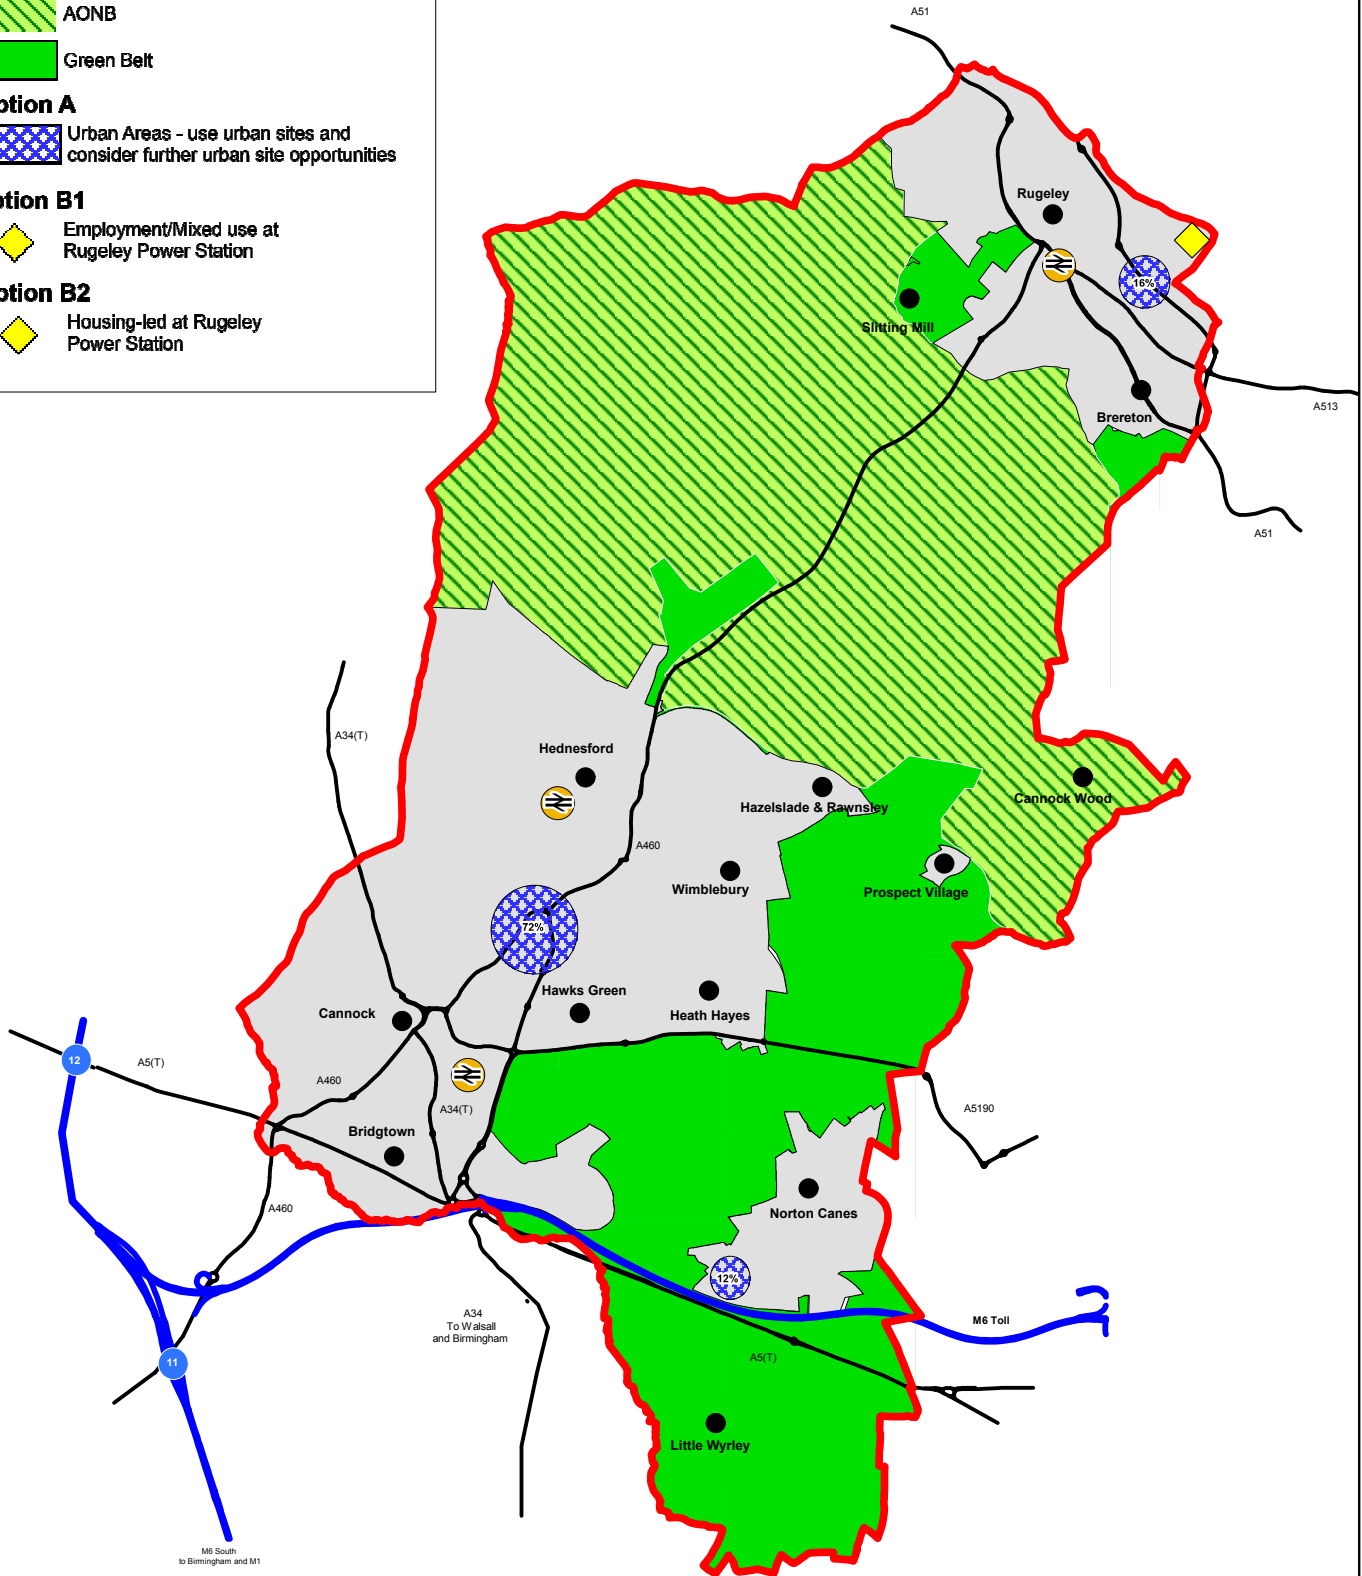 AONB
Green Belt
ption A
Urban Areas - use urban sites and
consider further urban site opportunities
ption B1
Employment/Mixed use at
Rugeley Power Station
ption B2
Housing-led at Rugeley
Power Station
A51
Rugeley
16%
Slitting Mill
A513
Brereton
A51
A34(T)
Hednesford
Hazelslade & Rawnsley
Cannock Wood
A460
Wimblebury
Prospect Village
72%
Hawks Green
Heath Hayes
Cannock
12
A5(T)
A460
A34(T)
A5190
Bridgtown
A460
Norton Canes
12%
A34
To Walsall
and Birmingham
M6 Toll
A5(T)
11
Little Wyrley
M6 South
to Birmingham and M1